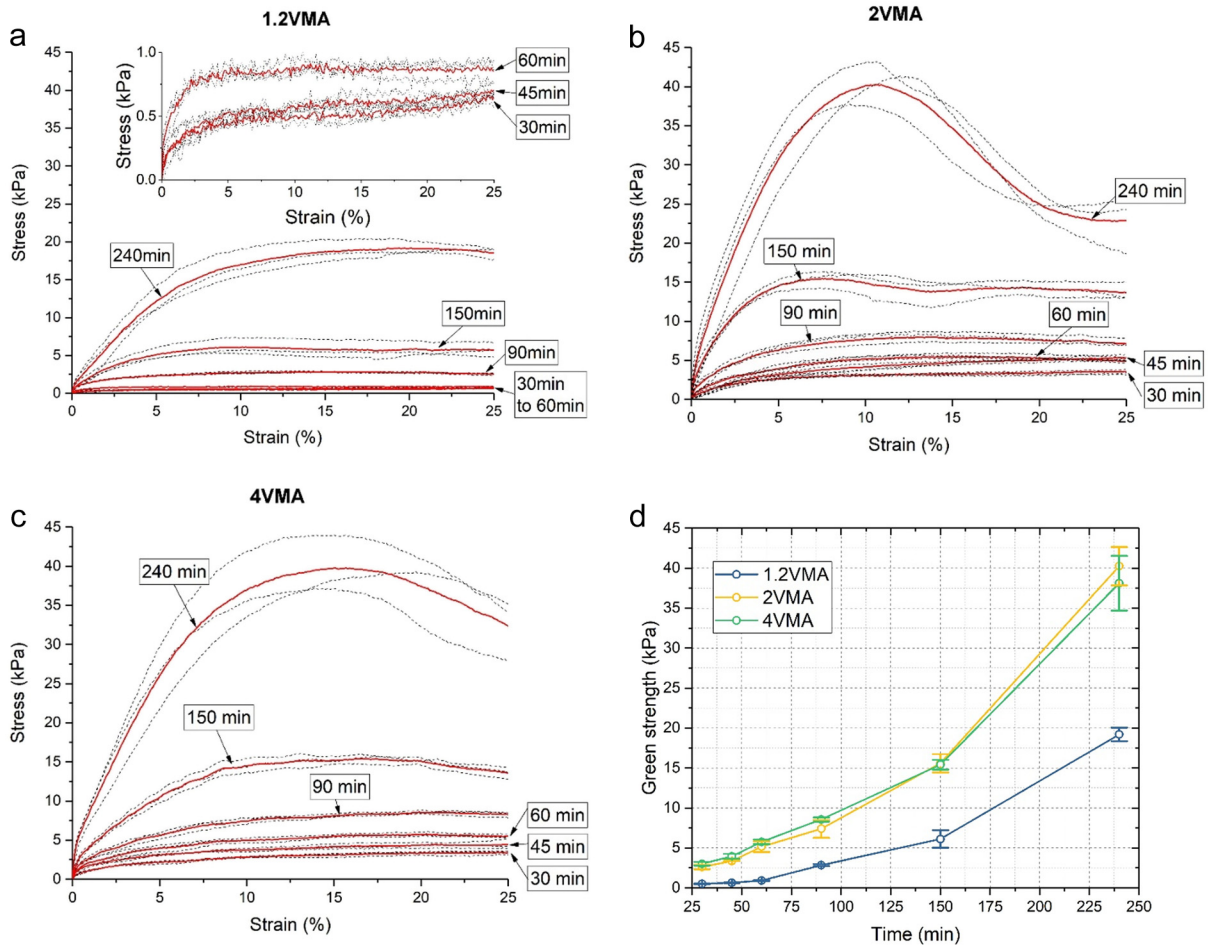 a
1.2VMA
Stress (kPa)
45
40
35
30
25
20
15
10
5
0
Stress (kPa)
1.0
0.5
0.0
0 5 10 15 20 25
Strain (%)
60min
45min
30min
240min
150min
90min
30min
to 60min
0 5 10 15 20 25
Strain (%)
b
2VMA
Stress (kPa)
45
40
35
30
25
20
15
10
5
0
240 min
150 min
90 min
60 min
45 min
30 min
0 5 10 15 20 25
Strain (%)
c
4VMA
Stress (kPa)
45
40
35
30
25
20
15
10
5
0
240 min
150 min
90 min
60 min
45 min
30 min
0 5 10 15 20 25
Strain (%)
d
Green strength (kPa)
45
40
35
30
25
20
15
10
5
0
1.2VMA
2VMA
4VMA
25 50 75 100 125 150 175 200 225 250
Time (min)